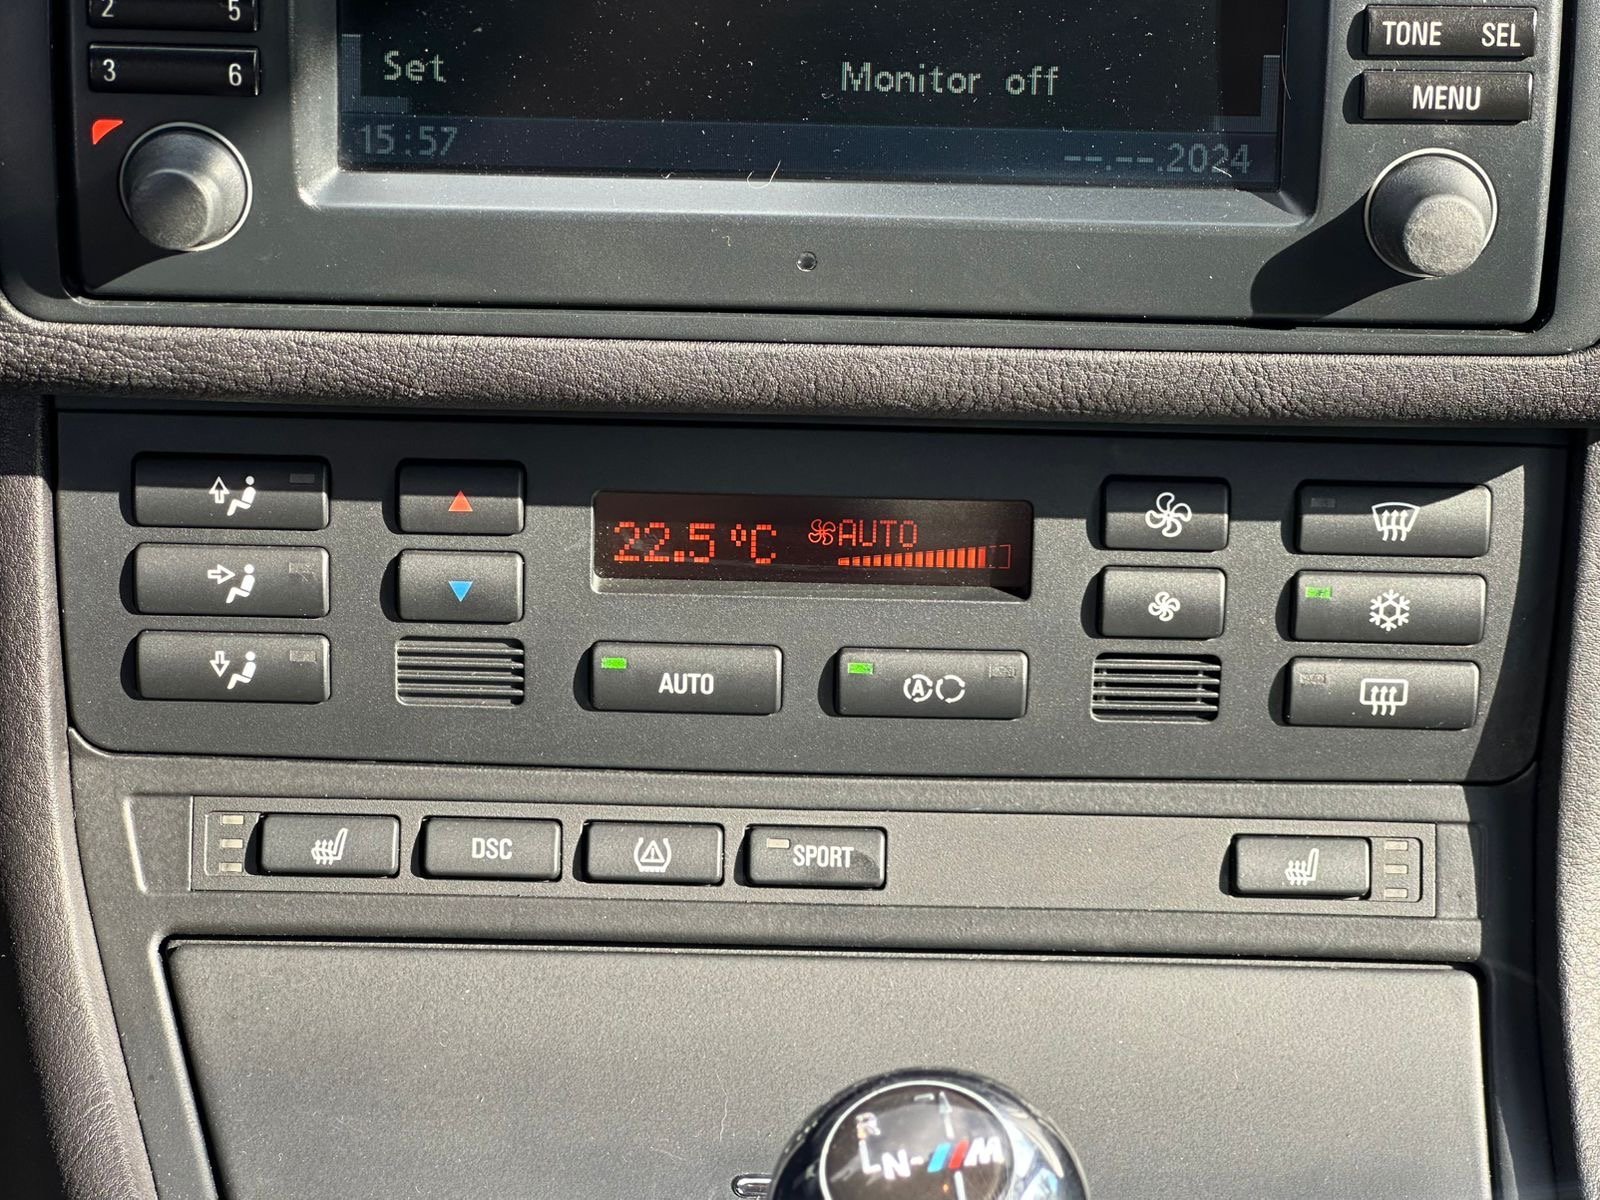 2 5
TONE SEL
3 6
Set
Monitor off
MENU
15:57
--.--.2024
22.5 °C AUTO
AUTO
A
DSC
SPORT
R
N
M